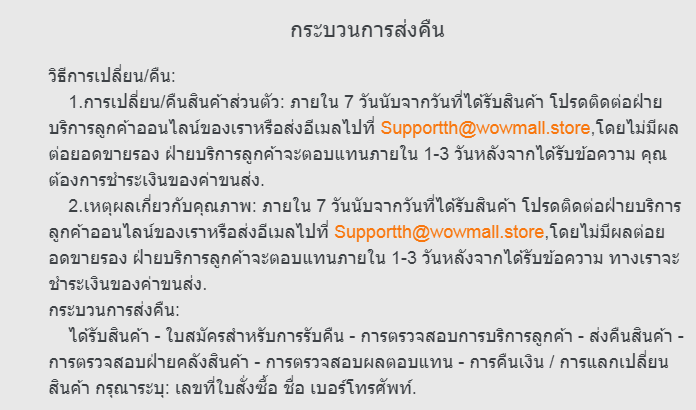 กระบวนการส่งคืน
วิธีการเปลี่ยน/คืน:
1.การเปลี่ยน/คืนสินค้าส่วนตัว: ภายใน 7 วันนับจากวันที่ได้รับสินค้า โปรดติดต่อฝ่าย
บริการลูกค้าออนไลน์ของเราหรือส่งอีเมลไปที่ Supportth@wowmall.store,โดยไม่มีผล
ต่อยอดขายรอง ฝ่ายบริการลูกค้าจะตอบแทนภายใน 1-3 วันหลังจากได้รับข้อความ คุณ
ต้องการชำระเงินของค่าขนส่ง.
2.เหตุผลเกี่ยวกับคุณภาพ: ภายใน 7 วันนับจากวันที่ได้รับสินค้า โปรดติดต่อฝ่ายบริการ
ลูกค้าออนไลน์ของเราหรือส่งอีเมลไปที่ Supportth@wowmall.store,โดยไม่มีผลต่อย
อดขายรอง ฝ่ายบริการลูกค้าจะตอบแทนภายใน 1-3 วันหลังจากได้รับข้อความ ทางเราจะ
ชำระเงินของค่าขนส่ง.
กระบวนการส่งคืน:
ได้รับสินค้า - ใบสมัครสำหรับการรับคืน - การตรวจสอบการบริการลูกค้า - ส่งคืนสินค้า -
การตรวจสอบฝ่ายคลังสินค้า - การตรวจสอบผลตอบแทน - การคืนเงิน / การแลกเปลี่ยน
สินค้า กรุณาระบุ: เลขที่ใบสั่งซื้อ ชื่อ เบอร์โทรศัพท์.